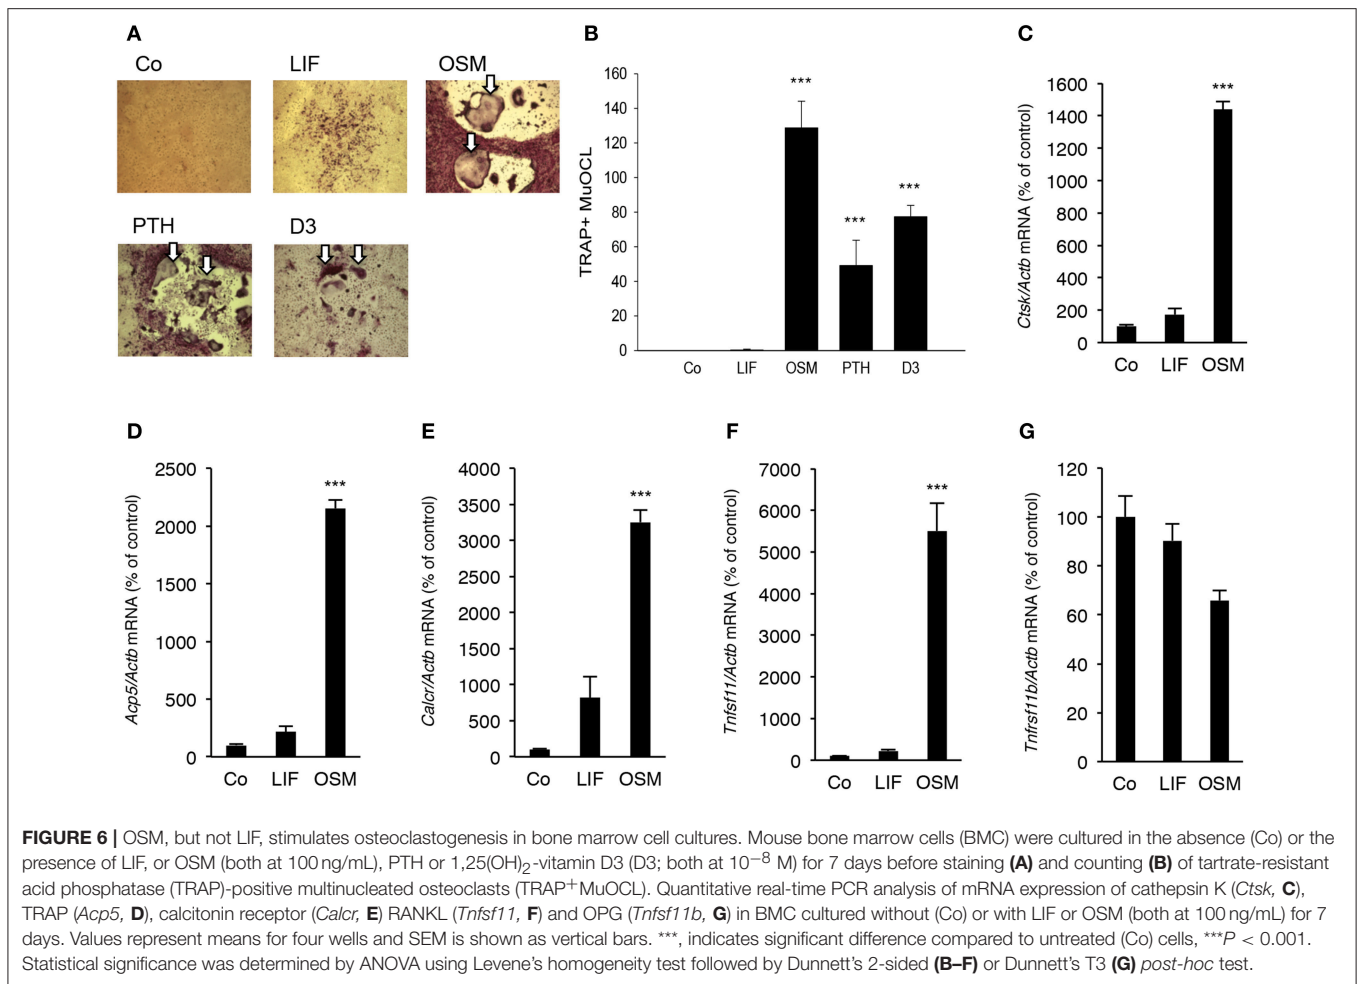 A
Co
LIF
OSM
PTH
D3
B
TRAP+ MuOCL
160
140
120
100
80
60
40
20
0
***
***
***
Co LIF OSM PTH D3
C
Ctsk/Actb mRNA (% of control)
1600
1400
1200
1000
800
600
400
200
0
***
Co LIF OSM
D
Acp5/Actb mRNA (% of control)
2500
2000
1500
1000
500
0
***
Co LIF OSM
E
Calcr/Actb mRNA (% of control)
4000
3500
3000
2500
2000
1500
1000
500
0
***
Co LIF OSM
F
Tnfsf11/Actb mRNA (% of control)
7000
6000
5000
4000
3000
2000
1000
0
***
Co LIF OSM
G
Tnfrsf11b/Actb mRNA (% of control)
120
100
80
60
40
20
0
Co LIF OSM
FIGURE 6 | OSM, but not LIF, stimulates osteoclastogenesis in bone marrow cell cultures. Mouse bone marrow cells (BMC) were cultured in the absence (Co) or the
presence of LIF, or OSM (both at 100 ng/mL), PTH or 1,25(OH)₂-vitamin D3 (D3; both at 10⁻⁸ M) for 7 days before staining (A) and counting (B) of tartrate-resistant
acid phosphatase (TRAP)-positive multinucleated osteoclasts (TRAP⁺MuOCL). Quantitative real-time PCR analysis of mRNA expression of cathepsin K (Ctsk, C),
TRAP (Acp5, D), calcitonin receptor (Calcr, E) RANKL (Tnfsf11, F) and OPG (Tnfsf11b, G) in BMC cultured without (Co) or with LIF or OSM (both at 100 ng/mL) for 7
days. Values represent means for four wells and SEM is shown as vertical bars. ***, indicates significant difference compared to untreated (Co) cells, ***P < 0.001.
Statistical significance was determined by ANOVA using Levene's homogeneity test followed by Dunnett's 2-sided (B–F) or Dunnett's T3 (G) post-hoc test.